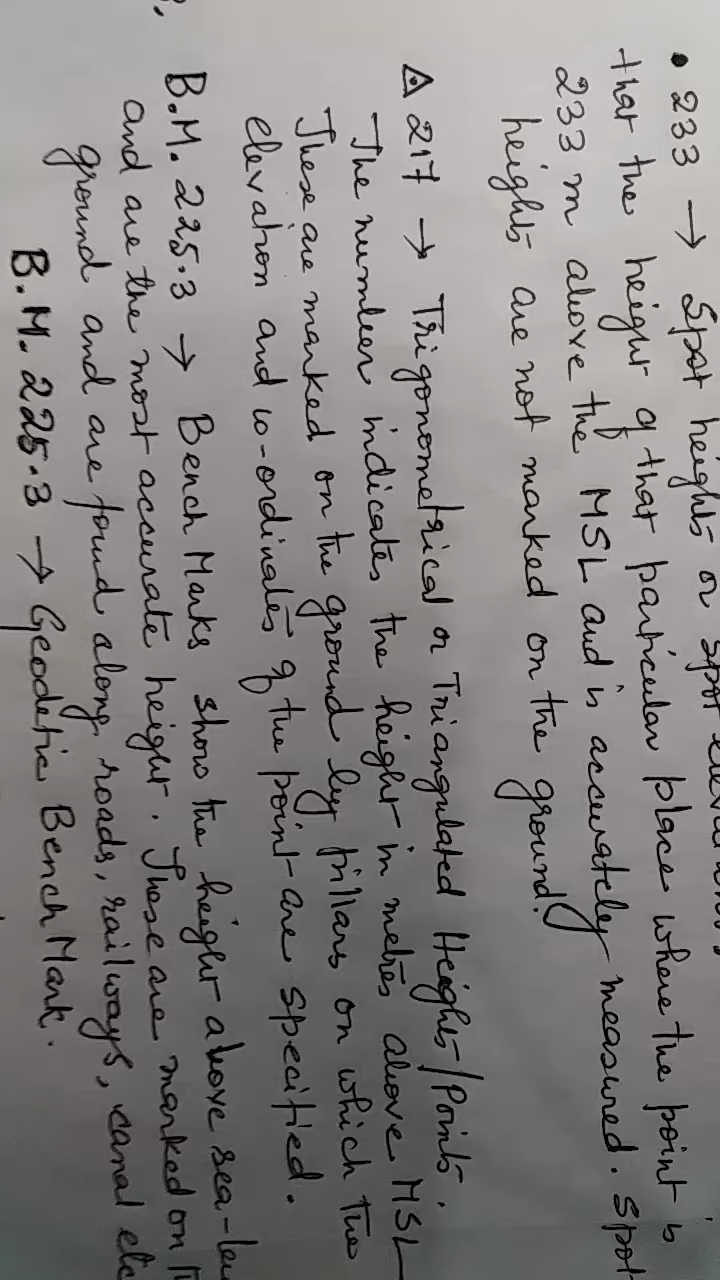 • 233 → Spot heights or spot
that the height of that particular place where the point is
233 m above the MSL and is accurately measured. Spot
heights are not marked on the ground.
△ 217 → Trigonometrical or Triangulated Heights/Points.
The number indicates the height in metres above MSL
These are marked on the ground by pillars on which the
elevation and co-ordinates of the point are specified.
B.M. 225.3 → Bench Marks show the height above sea-lev
and are the most accurate height. These are marked on
ground and are found along roads, railways, canal etc
B.M. 225.3 → Geodetic Bench Mark.